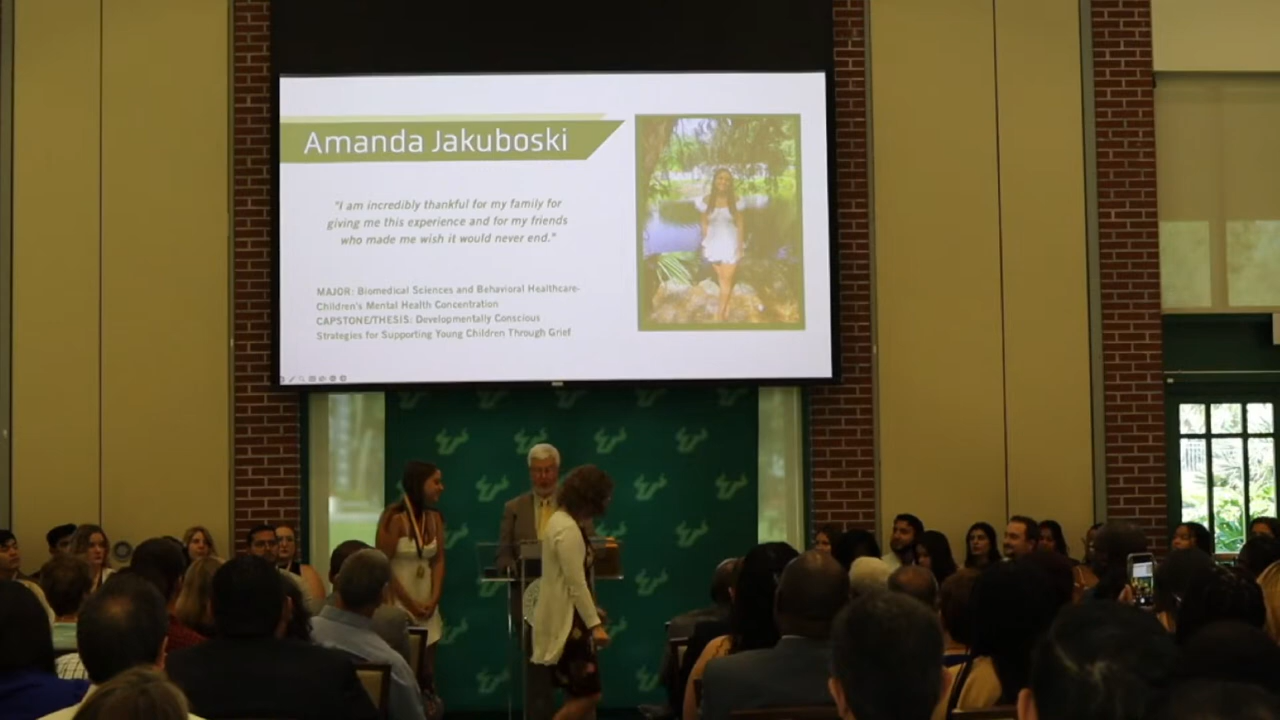 Amanda Jakuboski
"I am incredibly thankful for my family for
giving me this experience and for my friends
who made me wish it would never end."
MAJOR: Biomedical Sciences and Behavioral Healthcare-
Children's Mental Health Concentration
CAPSTONE/THESIS: Developmentally Conscious
Strategies for Supporting Young Children Through Grief